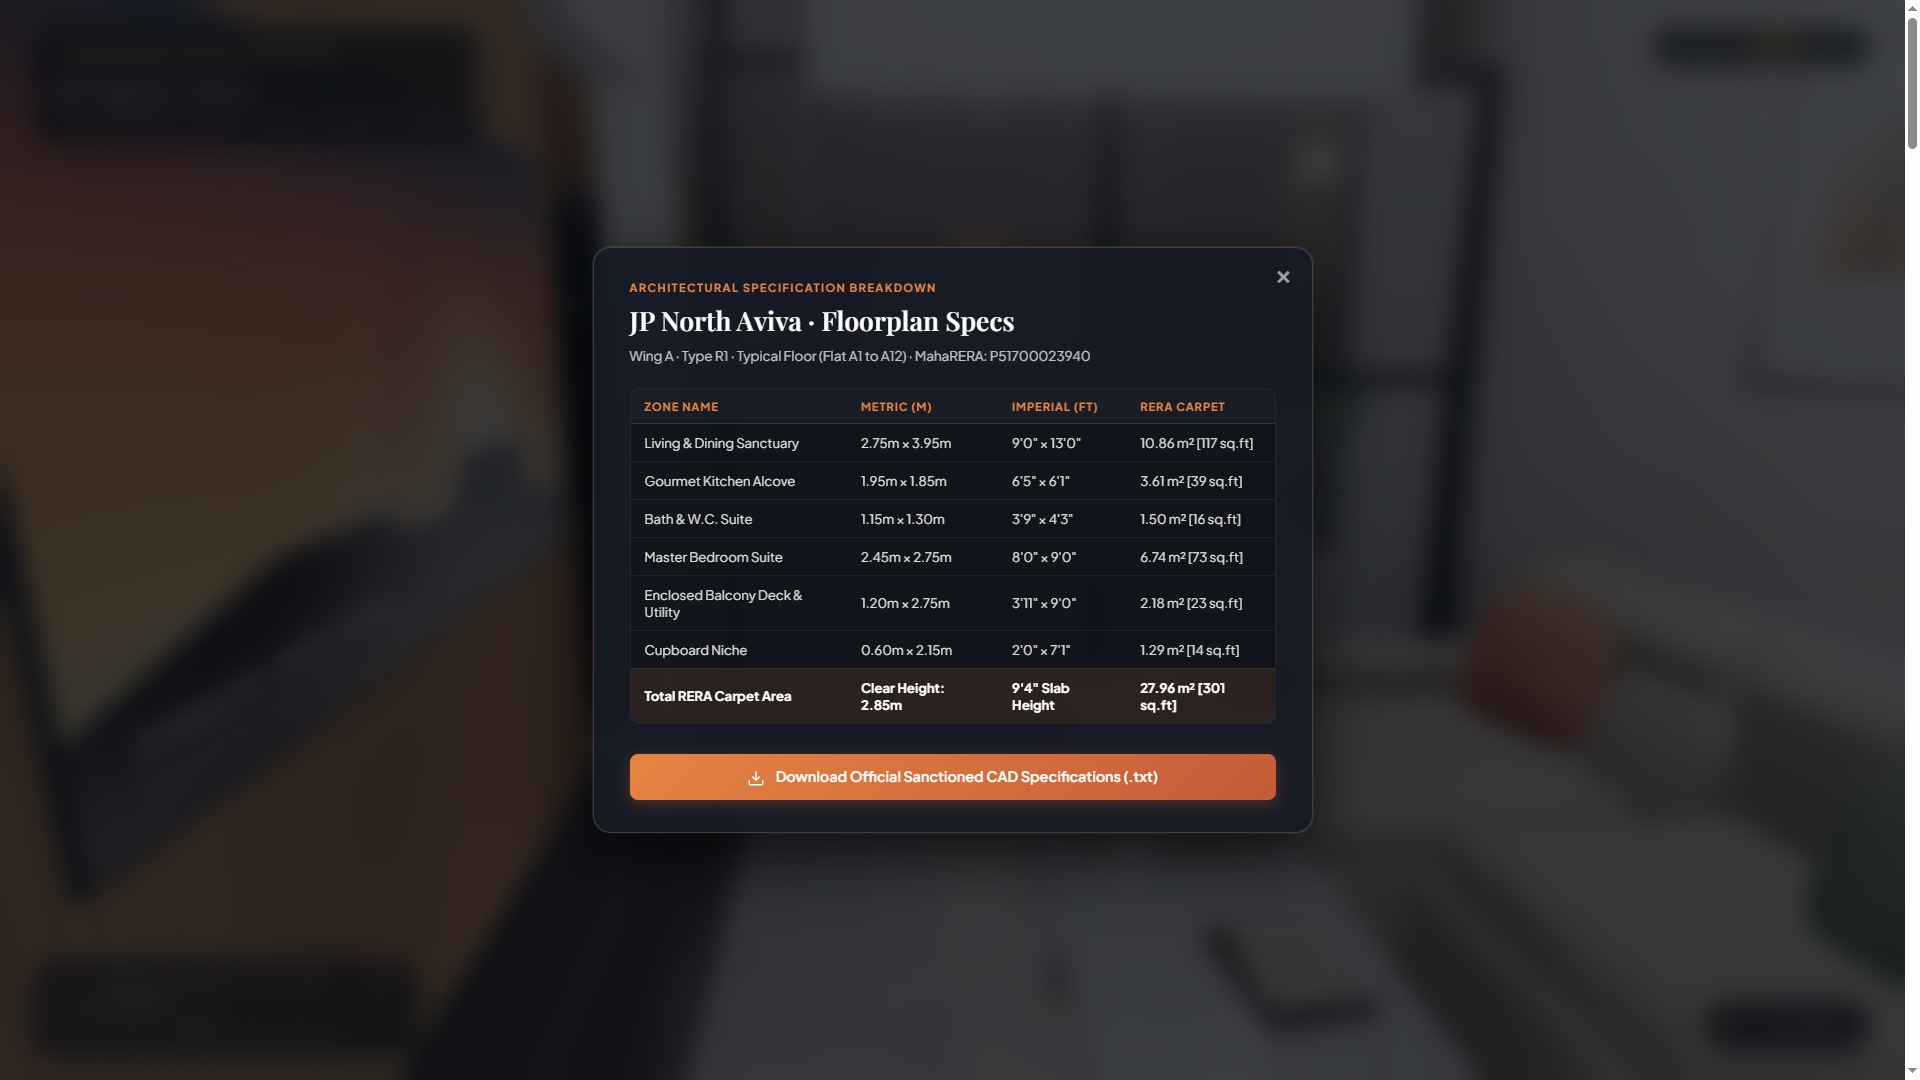 ARCHITECTURAL SPECIFICATION BREAKDOWN
JP North Aviva · Floorplan Specs
Wing A · Type R1 · Typical Floor (Flat A1 to A12) · MahaRERA: P51700023940
ZONE NAME METRIC (M) IMPERIAL (FT) RERA CARPET
Living & Dining Sanctuary 2.75m × 3.95m 9'0" × 13'0" 10.86 m² [117 sq.ft]
Gourmet Kitchen Alcove 1.95m × 1.85m 6'5" × 6'1" 3.61 m² [39 sq.ft]
Bath & W.C. Suite 1.15m × 1.30m 3'9" × 4'3" 1.50 m² [16 sq.ft]
Master Bedroom Suite 2.45m × 2.75m 8'0" × 9'0" 6.74 m² [73 sq.ft]
Enclosed Balcony Deck &
Utility 1.20m × 2.75m 3'11" × 9'0" 2.18 m² [23 sq.ft]
Cupboard Niche 0.60m × 2.15m 2'0" × 7'1" 1.29 m² [14 sq.ft]
Total RERA Carpet Area
Clear Height:
2.85m
9'4" Slab
Height
27.96 m² [301
sq.ft]
Download Official Sanctioned CAD Specifications (.txt)